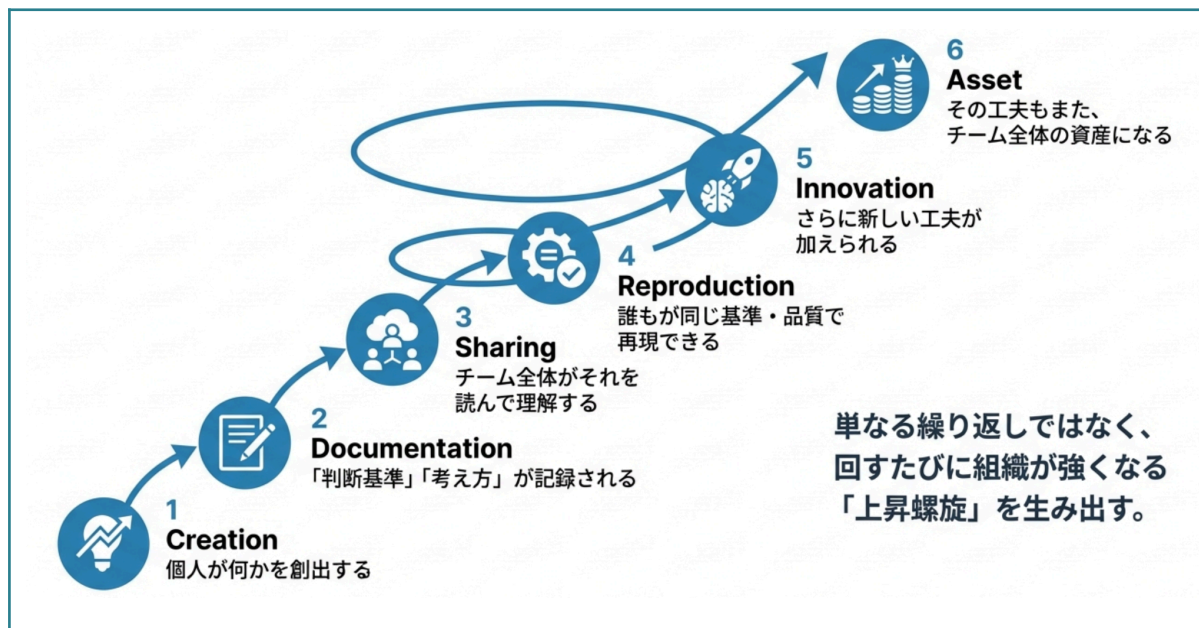 1
Creation
個人が何かを創出する
2
Documentation
「判断基準」「考え方」が記録される
3
Sharing
チーム全体がそれを
読んで理解する
4
Reproduction
誰もが同じ基準・品質で
再現できる
5
Innovation
さらに新しい工夫が
加えられる
6
Asset
その工夫もまた、
チーム全体の資産になる
単なる繰り返しではなく、
回すたびに組織が強くなる
「上昇螺旋」を生み出す。